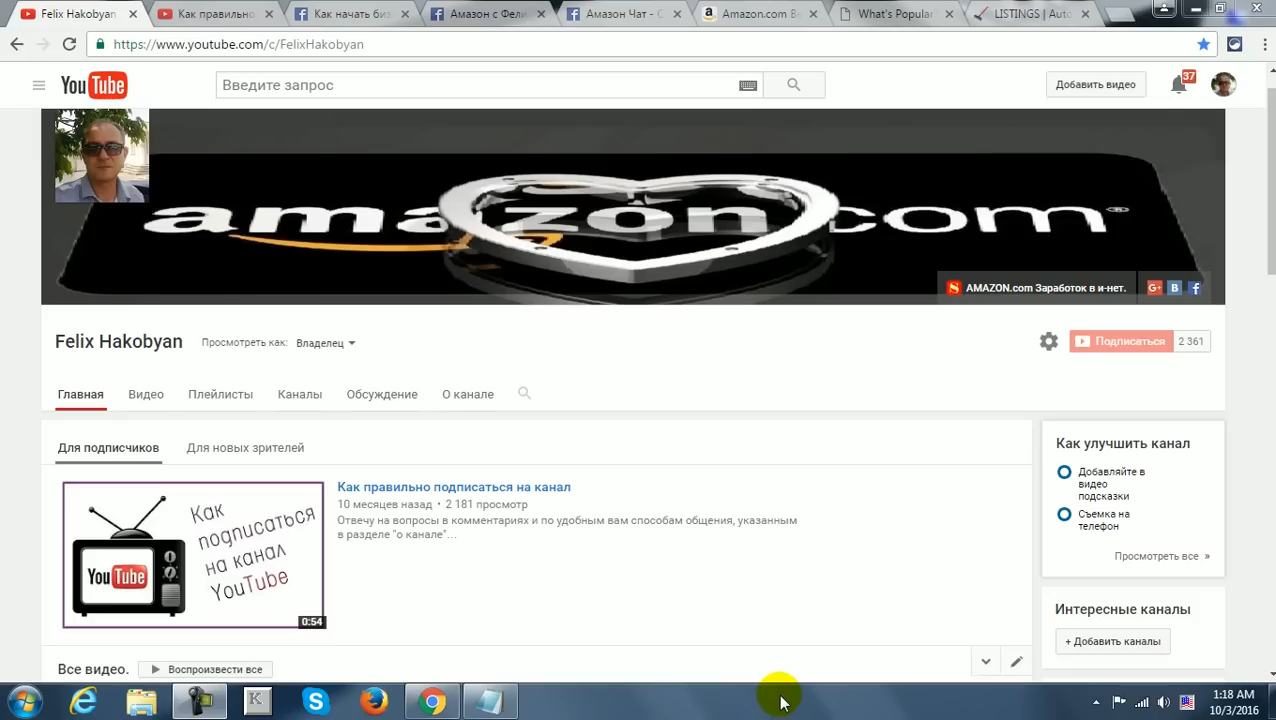 Felix Hakobyan - You
Как правильно
Как начать биз
Амазон с Фели
Амазон Чат - С
Amazon.com Be
What's Popular
LISTINGS | Auto
https://www.youtube.com/c/FelixHakobyan
YouTube
Введите запрос
Добавить видео
37
amazon.com®
AMAZON.com Заработок в и-нет.
Felix Hakobyan
Просмотреть как:
Владелец
Подписаться
2 361
Главная
Видео
Плейлисты
Каналы
Обсуждение
О канале
Для подписчиков
Для новых зрителей
Как
подписаться
на канал
YouTube
YouTube
0:54
Как правильно подписаться на канал
10 месяцев назад • 2 181 просмотр
Отвечу на вопросы в комментариях и по удобным вам способам общения, указанным
в разделе "о канале"...
Как улучшить канал
Добавляйте в
видео
подсказки
Съемка на
телефон
Просмотреть все »
Интересные каналы
+ Добавить каналы
Все видео.
Воспроизвести все
1:18 AM
10/3/2016